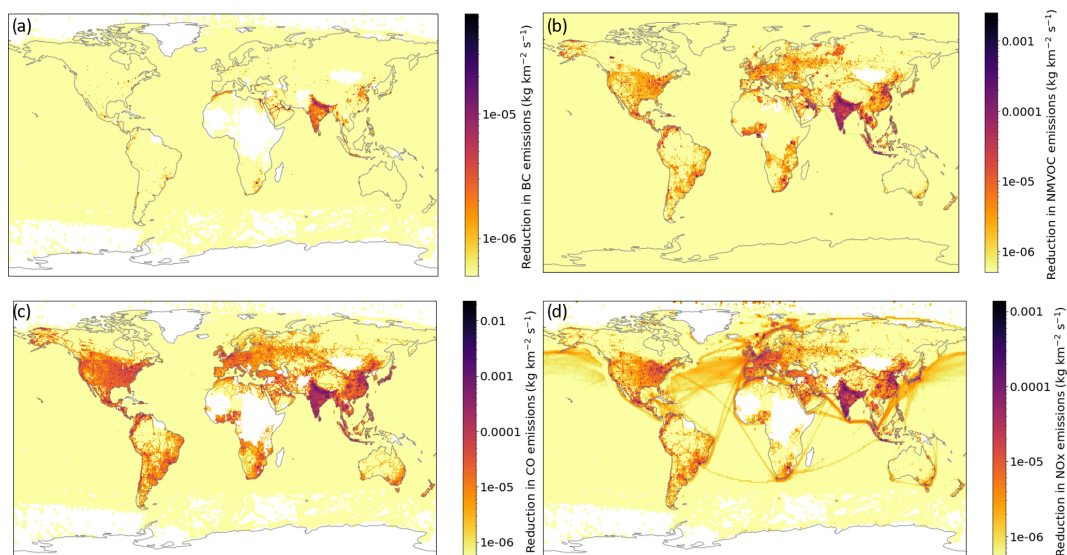 (a)
1e-05
1e-06
Reduction in BC emissions (kg km⁻² s⁻¹)
(b)
0.001
0.0001
1e-05
1e-06
Reduction in NMVOC emissions (kg km⁻² s⁻¹)
(c)
0.01
0.001
0.0001
1e-05
1e-06
Reduction in CO emissions (kg km⁻² s⁻¹)
(d)
0.001
0.0001
1e-05
1e-06
Reduction in NOx emissions (kg km⁻² s⁻¹)